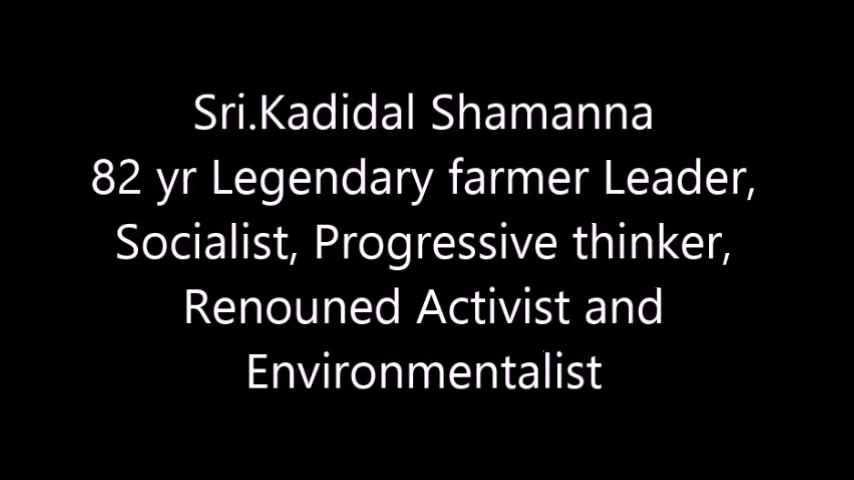 Sri.Kadidal Shamanna
82 yr Legendary farmer Leader,
Socialist, Progressive thinker,
Renouned Activist and
Environmentalist